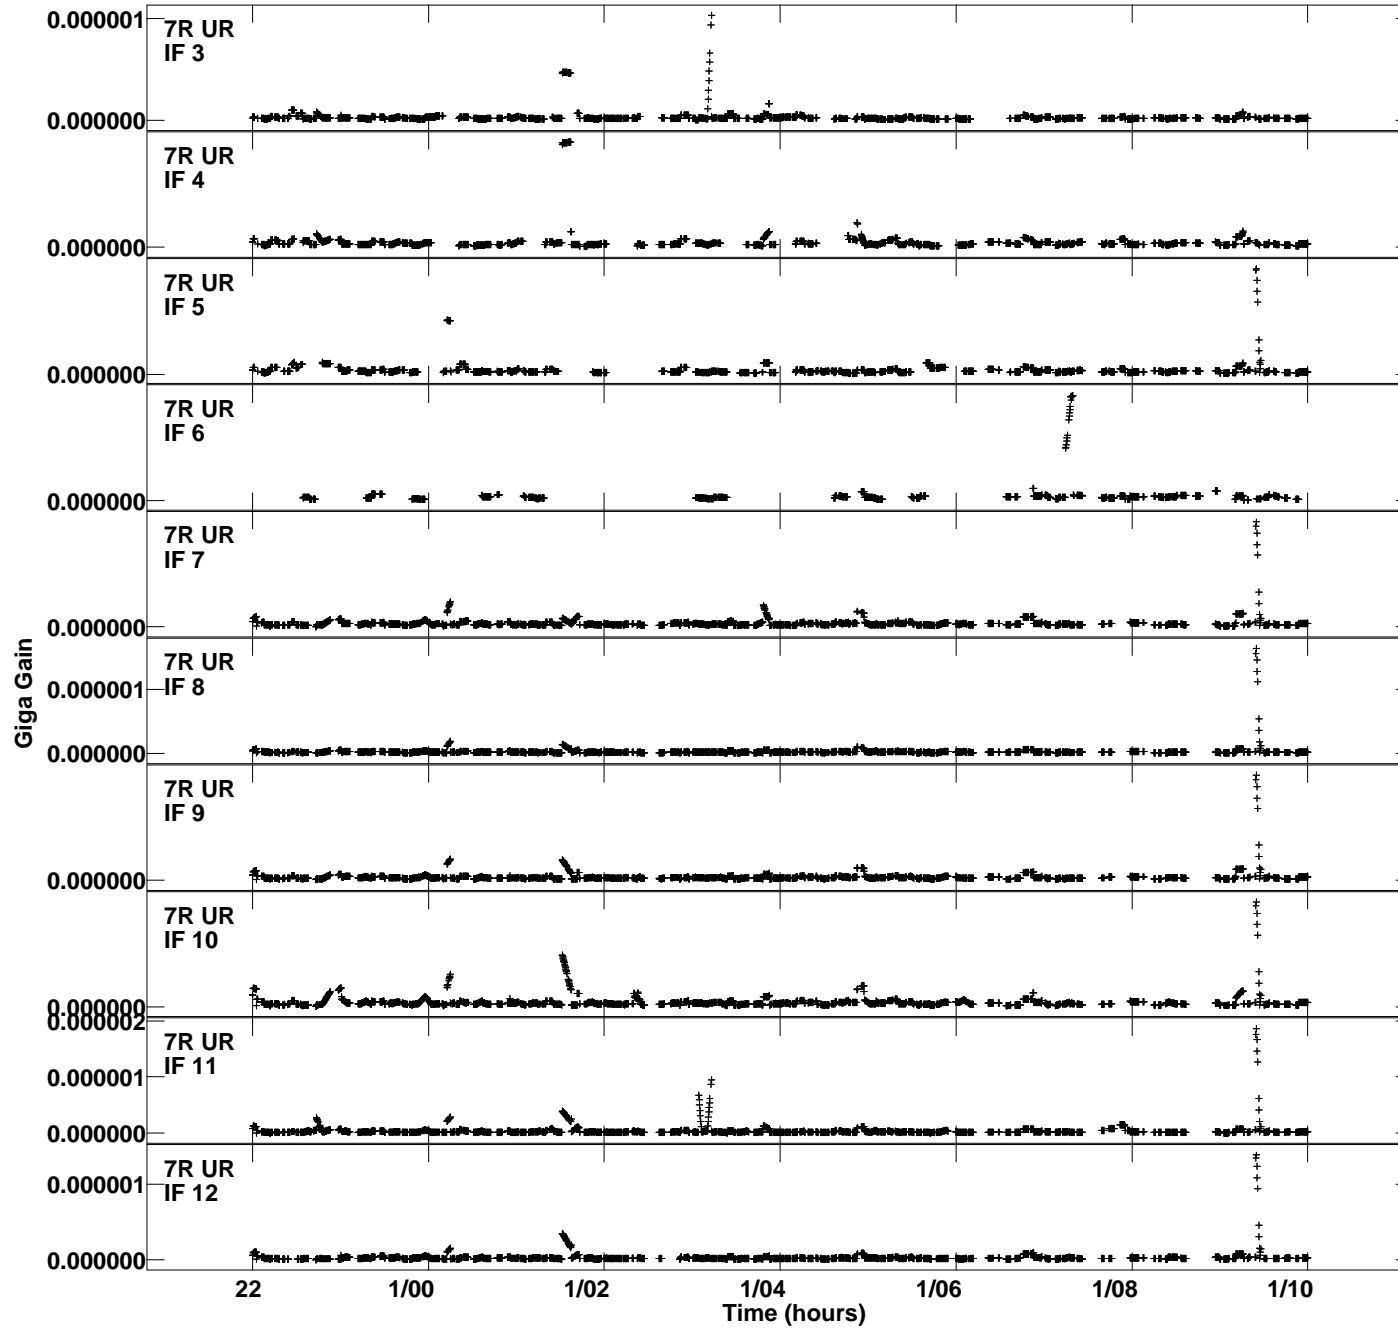 0.000001
7R UR
IF 3
0.000000
7R UR
IF 4
0.000000
7R UR
IF 5
0.000000
7R UR
IF 6
0.000000
7R UR
IF 7
0.000000
7R UR
IF 8
0.000001
0.000000
7R UR
IF 9
0.000000
7R UR
IF 10
0.000000
0.000002
7R UR
IF 11
0.000001
0.000000
7R UR
IF 12
0.000001
0.000000
Giga Gain
22 1/00 1/02 1/04 1/06 1/08 1/10
Time (hours)